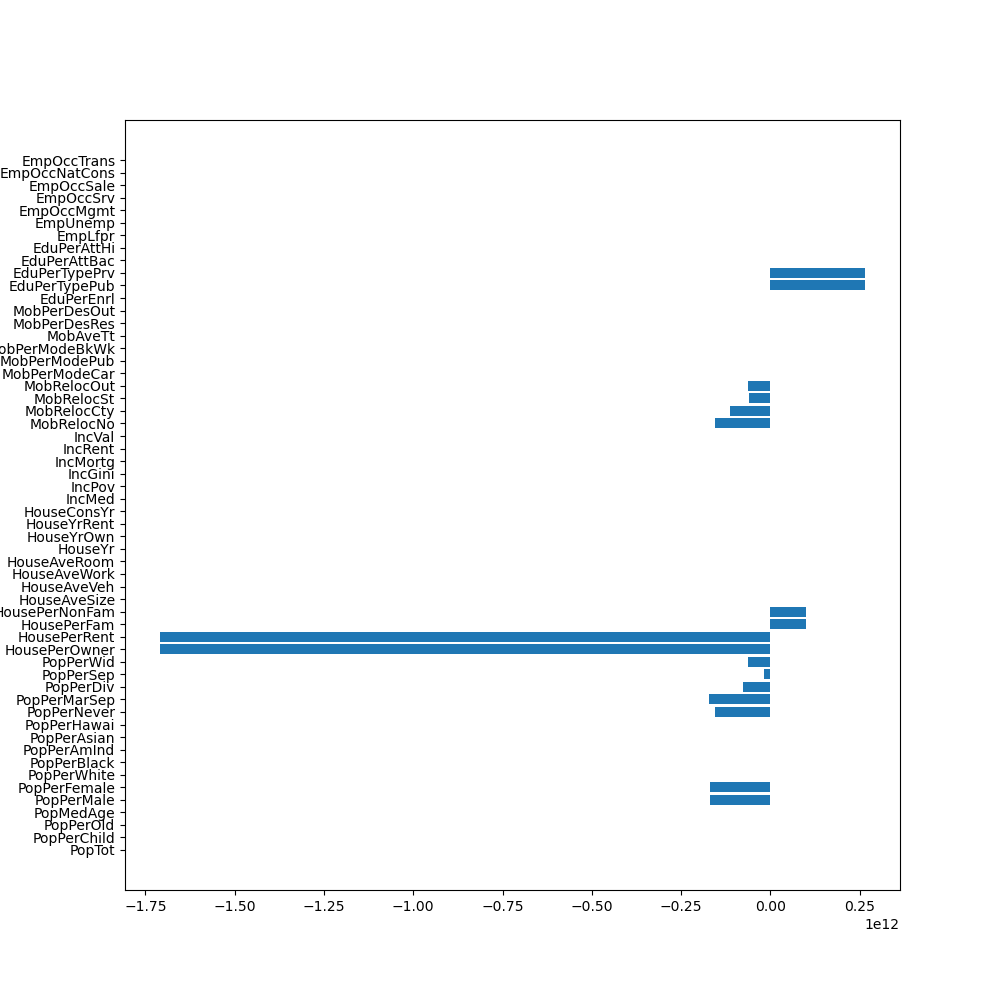 EmpOccTrans
EmpOccNatCons
EmpOccSale
EmpOccSrv
EmpOccMgmt
EmpUnemp
EmpLfpr
EduPerAttHi
EduPerAttBac
EduPerTypePrv
EduPerTypePub
EduPerEnrl
MobPerDesOut
MobPerDesRes
MobAveTt
obPerModeBkWk
MobPerModePub
MobPerModeCar
MobRelocOut
MobRelocSt
MobRelocCty
MobRelocNo
IncVal
IncRent
IncMortg
IncGini
IncPov
IncMed
HouseConsYr
HouseYrRent
HouseYrOwn
HouseYr
HouseAveRoom
HouseAveWork
HouseAveVeh
HouseAveSize
HousePerNonFam
HousePerFam
HousePerRent
HousePerOwner
PopPerWid
PopPerSep
PopPerDiv
PopPerMarSep
PopPerNever
PopPerHawai
PopPerAsian
PopPerAmInd
PopPerBlack
PopPerWhite
PopPerFemale
PopPerMale
PopMedAge
PopPerOld
PopPerChild
PopTot
−1.75 −1.50 −1.25 −1.00 −0.75 −0.50 −0.25 0.00 0.25
1e12